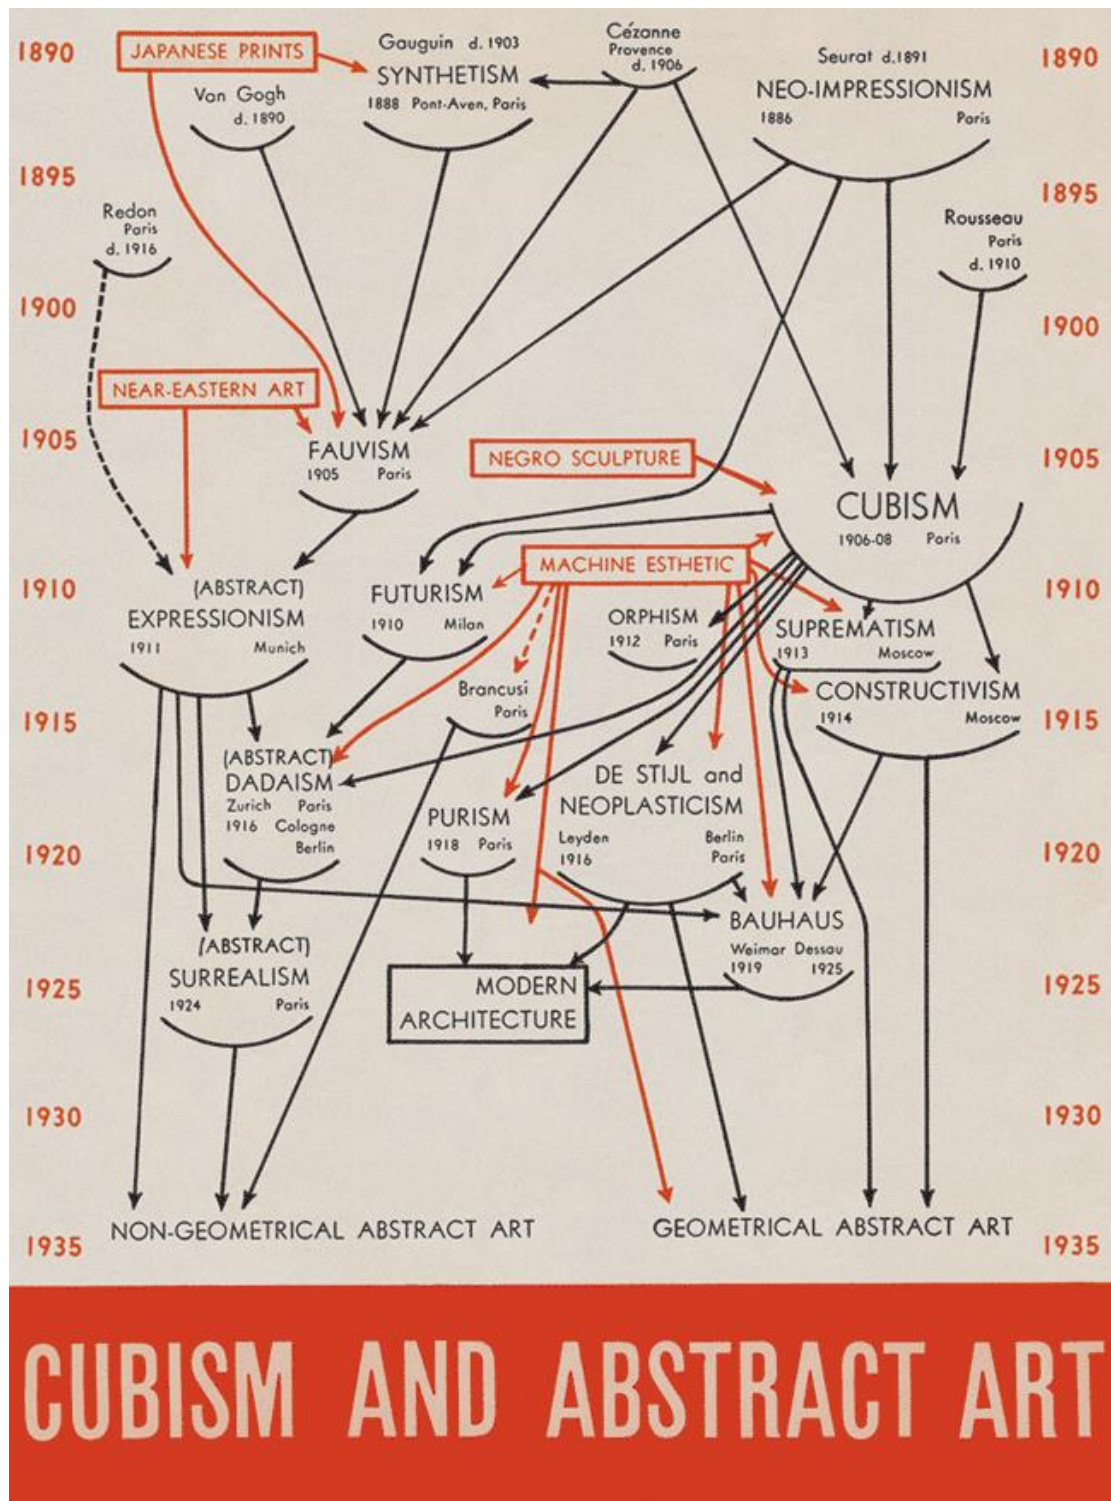 1890
JAPANESE PRINTS
Gauguin d. 1903
SYNTHETISM
1888 Pont-Aven, Paris
Cézanne
Provence
d. 1906
Seurat d.1891
NEO-IMPRESSIONISM
1886 Paris
1890
Van Gogh
d. 1890
1895
1895
Redon
Paris
d. 1916
Rousseau
Paris
d. 1910
1900
1900
NEAR-EASTERN ART
1905
FAUVISM
1905 Paris
NEGRO SCULPTURE
1905
CUBISM
1906-08 Paris
MACHINE ESTHETIC
1910
(ABSTRACT)
EXPRESSIONISM
1911 Munich
FUTURISM
1910 Milan
ORPHISM
1912 Paris
SUPREMATISM
1913 Moscow
1910
Brancusi
Paris
CONSTRUCTIVISM
1914 Moscow
1915
1915
(ABSTRACT)
DADAISM
Zurich Paris
1916 Cologne
Berlin
PURISM
1918 Paris
DE STIJL and
NEOPLASTICISM
Leyden Berlin
1916 Paris
1920
1920
BAUHAUS
Weimar Dessau
1919 1925
(ABSTRACT)
SURREALISM
1924 Paris
MODERN
ARCHITECTURE
1925
1925
1930
1930
NON-GEOMETRICAL ABSTRACT ART
GEOMETRICAL ABSTRACT ART
1935
1935
CUBISM AND ABSTRACT ART